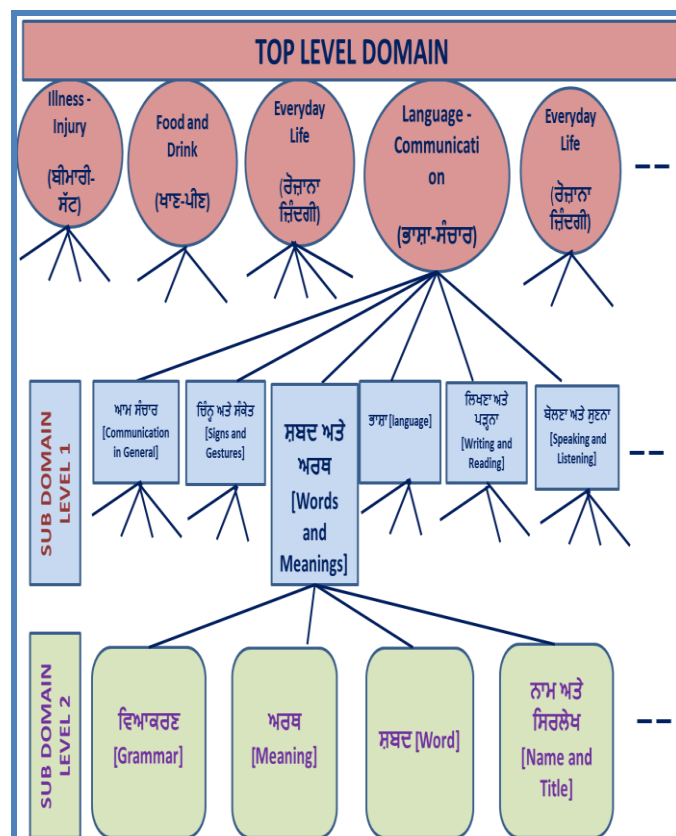 TOP LEVEL DOMAIN
Illness -
Injury
(ਬੀਮਾਰੀ-
ਸੱਟ)
Food and
Drink
(ਖਾਣ-ਪੀਣ)
Everyday
Life
(ਰੋਜ਼ਾਨਾ
ਜ਼ਿੰਦਗੀ)
Language -
Communicati
on
(ਭਾਸ਼ਾ-ਸੰਚਾਰ)
Everyday
Life
(ਰੋਜ਼ਾਨਾ
ਜ਼ਿੰਦਗੀ)
SUB DOMAIN
LEVEL 1
ਆਮ ਸੰਚਾਰ
[Communication
in General]
ਚਿੰਨ੍ਹ ਅਤੇ ਸੰਕੇਤ
[Signs and
Gestures]
ਸ਼ਬਦ ਅਤੇ
ਅਰਥ
[Words
and
Meanings]
ਭਾਸ਼ਾ [language]
ਲਿਖਣਾ ਅਤੇ
ਪੜ੍ਹਨਾ
[Writing and
Reading]
ਬੋਲਣਾ ਅਤੇ ਸੁਣਨਾ
[Speaking and
Listening]
SUB DOMAIN
LEVEL 2
ਵਿਆਕਰਣ
[Grammar]
ਅਰਥ
[Meaning]
ਸ਼ਬਦ [Word]
ਨਾਮ ਅਤੇ
ਸਿਰਲੇਖ
[Name and
Title]